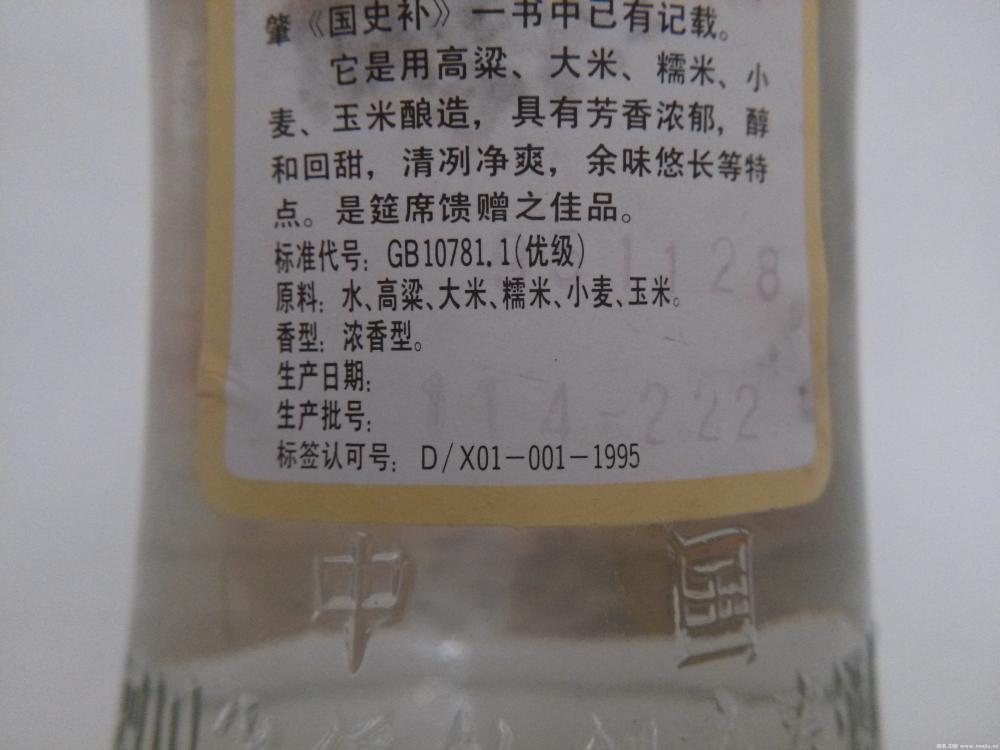 肇《国史补》一书中已有记载。
它是用高粱、大米、糯米、小
麦、玉米酿造，具有芳香浓郁，醇
和回甜，清冽净爽，余味悠长等特
点。是筵席馈赠之佳品。
标准代号：GB10781.1(优级)
1128
原料：水、高粱、大米、糯米、小麦、玉米。
香型：浓香型。
生产日期：
生产批号：
114-222
标签认可号：D/X01-001-1995
中 国